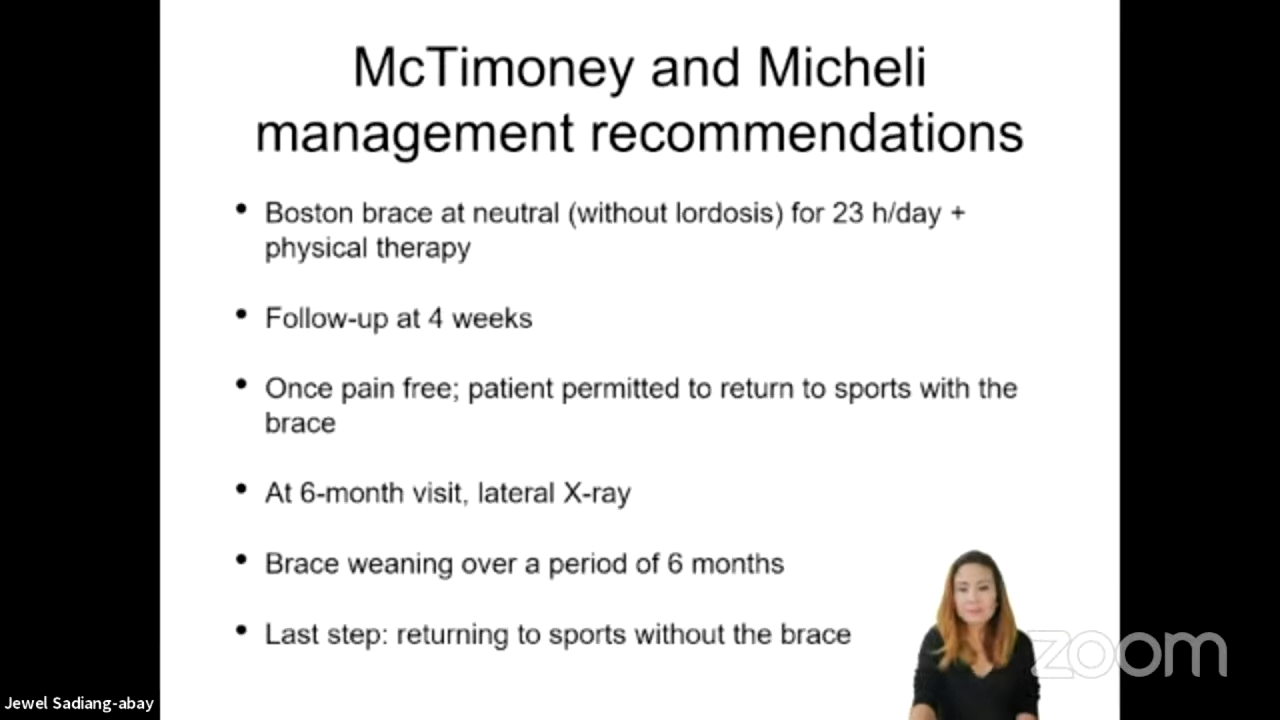 McTimoney and Micheli
management recommendations
• Boston brace at neutral (without lordosis) for 23 h/day +
physical therapy
• Follow-up at 4 weeks
• Once pain free; patient permitted to return to sports with the
brace
• At 6-month visit, lateral X-ray
• Brace weaning over a period of 6 months
• Last step: returning to sports without the brace
zoom
Jewel Sadiang-abay